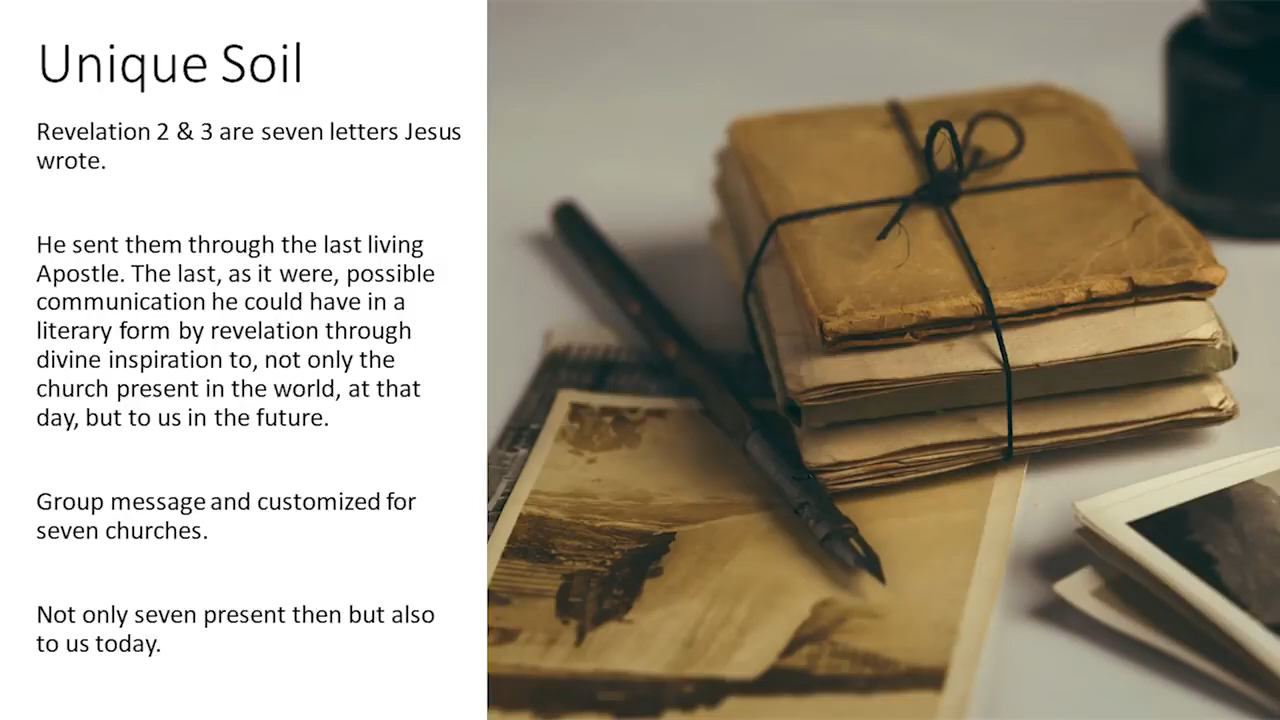 Unique Soil
Revelation 2 & 3 are seven letters Jesus
wrote.
He sent them through the last living
Apostle. The last, as it were, possible
communication he could have in a
literary form by revelation through
divine inspiration to, not only the
church present in the world, at that
day, but to us in the future.
Group message and customized for
seven churches.
Not only seven present then but also
to us today.